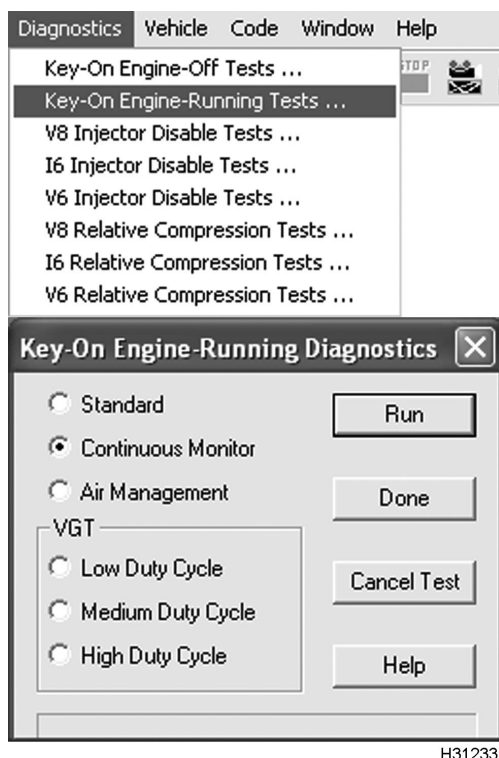 Diagnostics Vehicle Code Window Help
Key-On Engine-Off Tests ...
STOP
Key-On Engine-Running Tests ...
V8 Injector Disable Tests ...
I6 Injector Disable Tests ...
V6 Injector Disable Tests ...
V8 Relative Compression Tests ...
I6 Relative Compression Tests ...
V6 Relative Compression Tests ...
Key-On Engine-Running Diagnostics
Standard
Run
Continuous Monitor
Air Management
Done
VGT
Low Duty Cycle
Cancel Test
Medium Duty Cycle
High Duty Cycle
Help
H31233